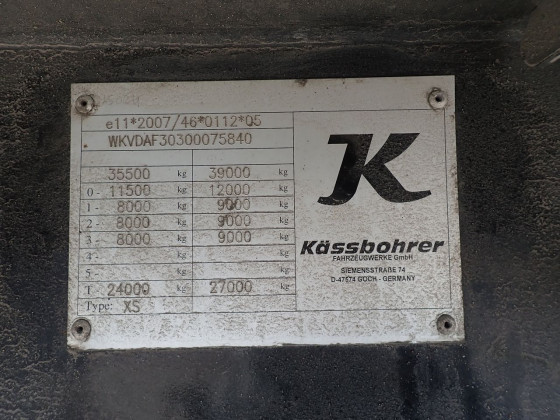 e11*2007/46*0112*05
WKVDAF30300075840
35500 kg 39000 kg
0- 11500 kg 12000 kg
1- 8000 kg 9000 kg
2- 8000 kg 9000 kg
3- 8000 kg 9000 kg
4- kg kg
5- kg kg
T 24000 kg 27000 kg
Type: XS
K
Kässbohrer
FAHRZEUGWERKE GmbH
SIEMENSSTRAßE 74
D-47574 GOCH - GERMANY